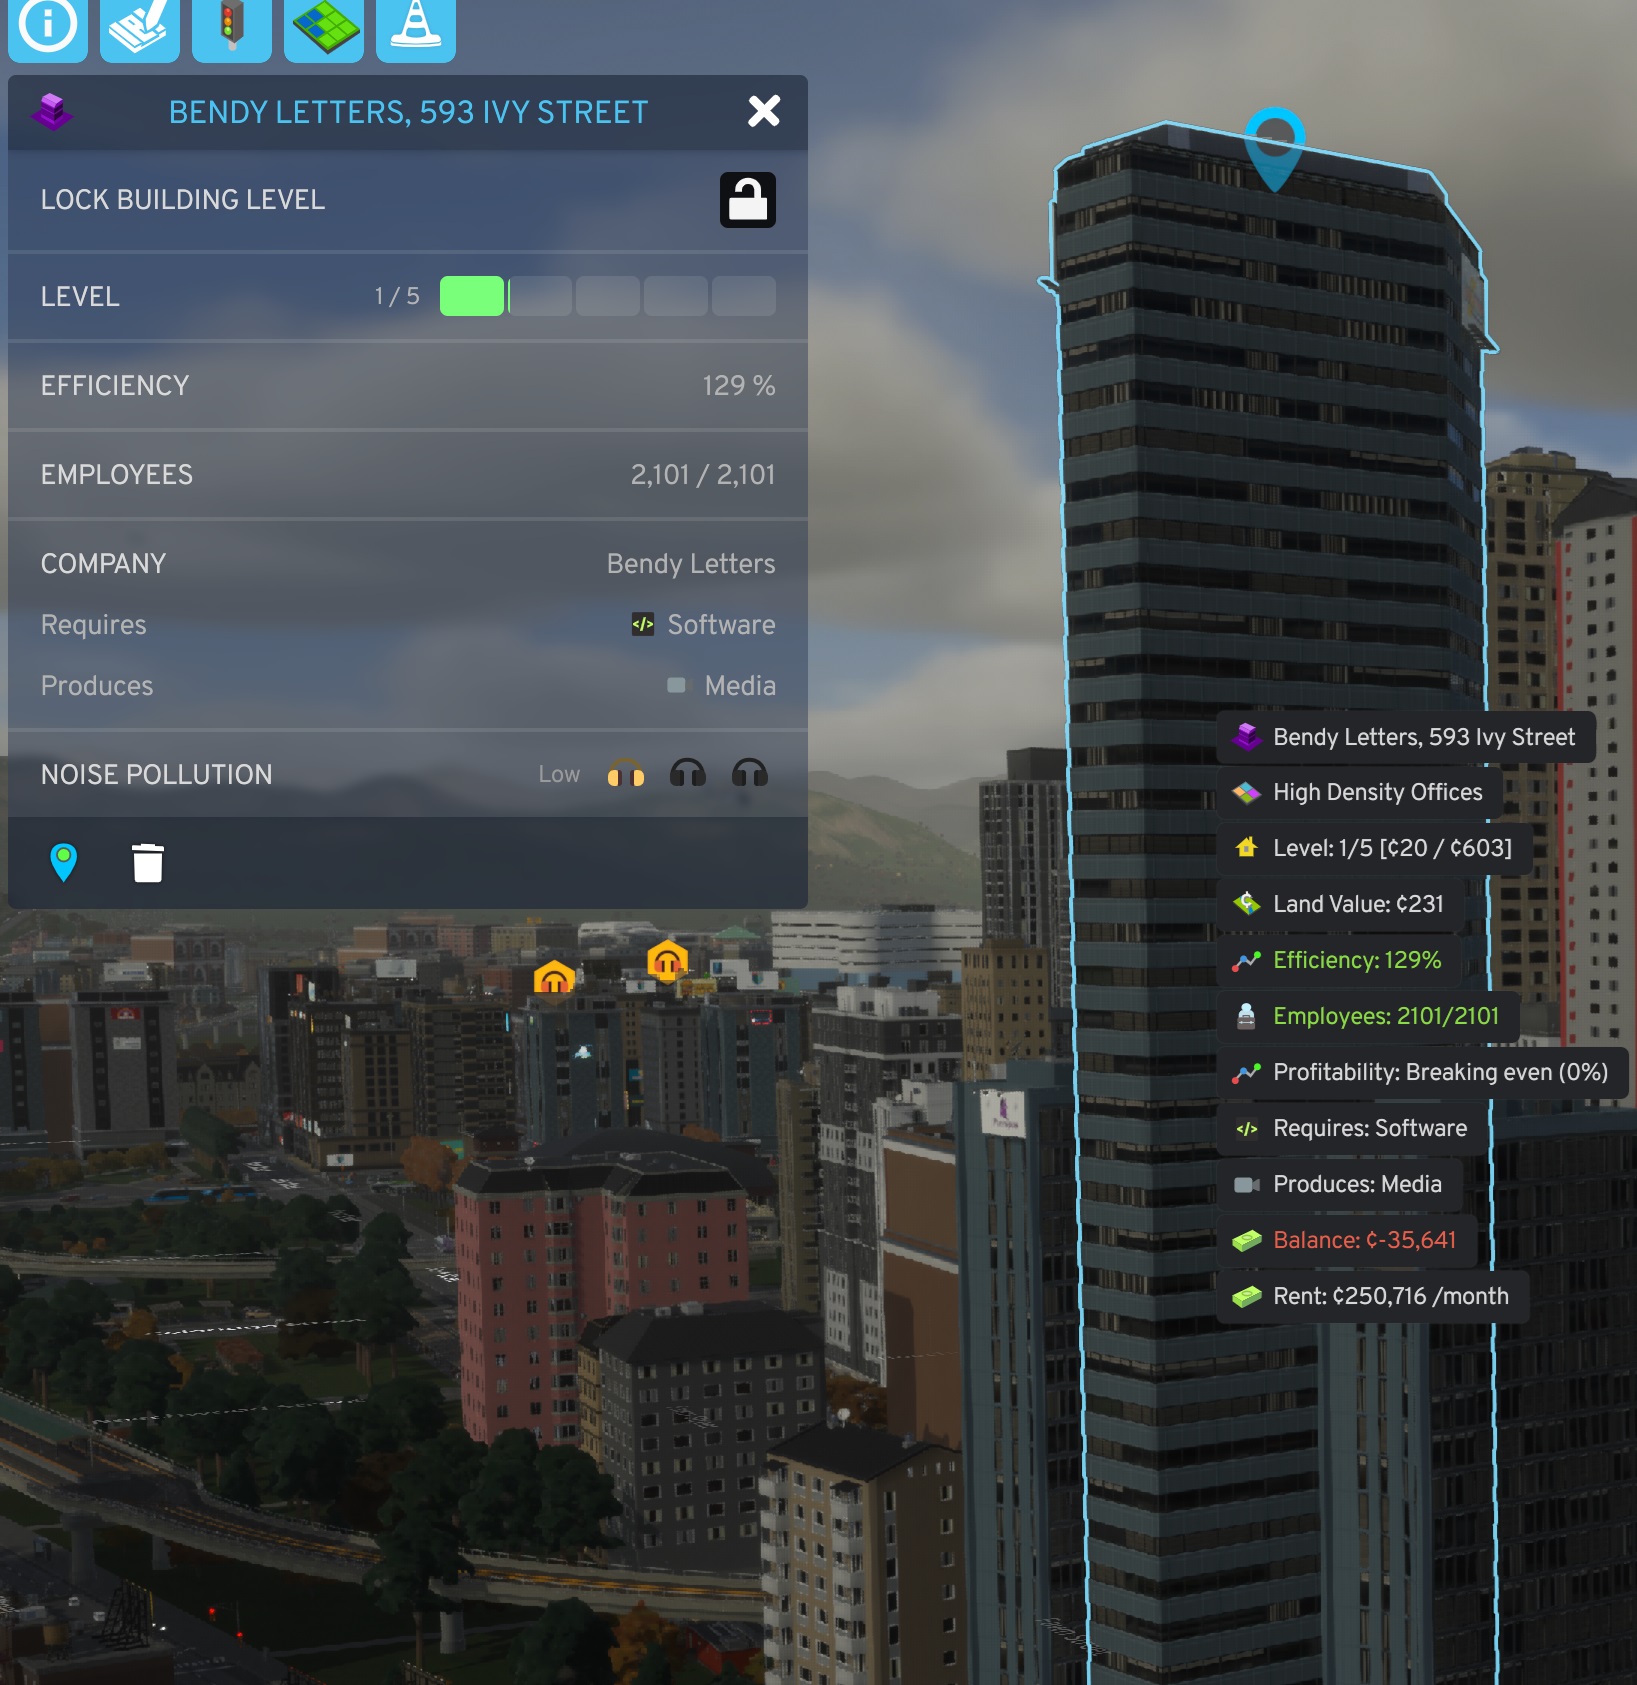 BENDY LETTERS, 593 IVY STREET
LOCK BUILDING LEVEL
LEVEL 1 / 5
EFFICIENCY 129 %
EMPLOYEES 2,101 / 2,101
COMPANY Bendy Letters
Requires </> Software
Produces Media
NOISE POLLUTION Low
Bendy Letters, 593 Ivy Street
High Density Offices
Level: 1/5 [¢20 / ¢603]
Land Value: ¢231
Efficiency: 129%
Employees: 2101/2101
Profitability: Breaking even (0%)
</> Requires: Software
Produces: Media
Balance: ¢-35,641
Rent: ¢250,716 /month